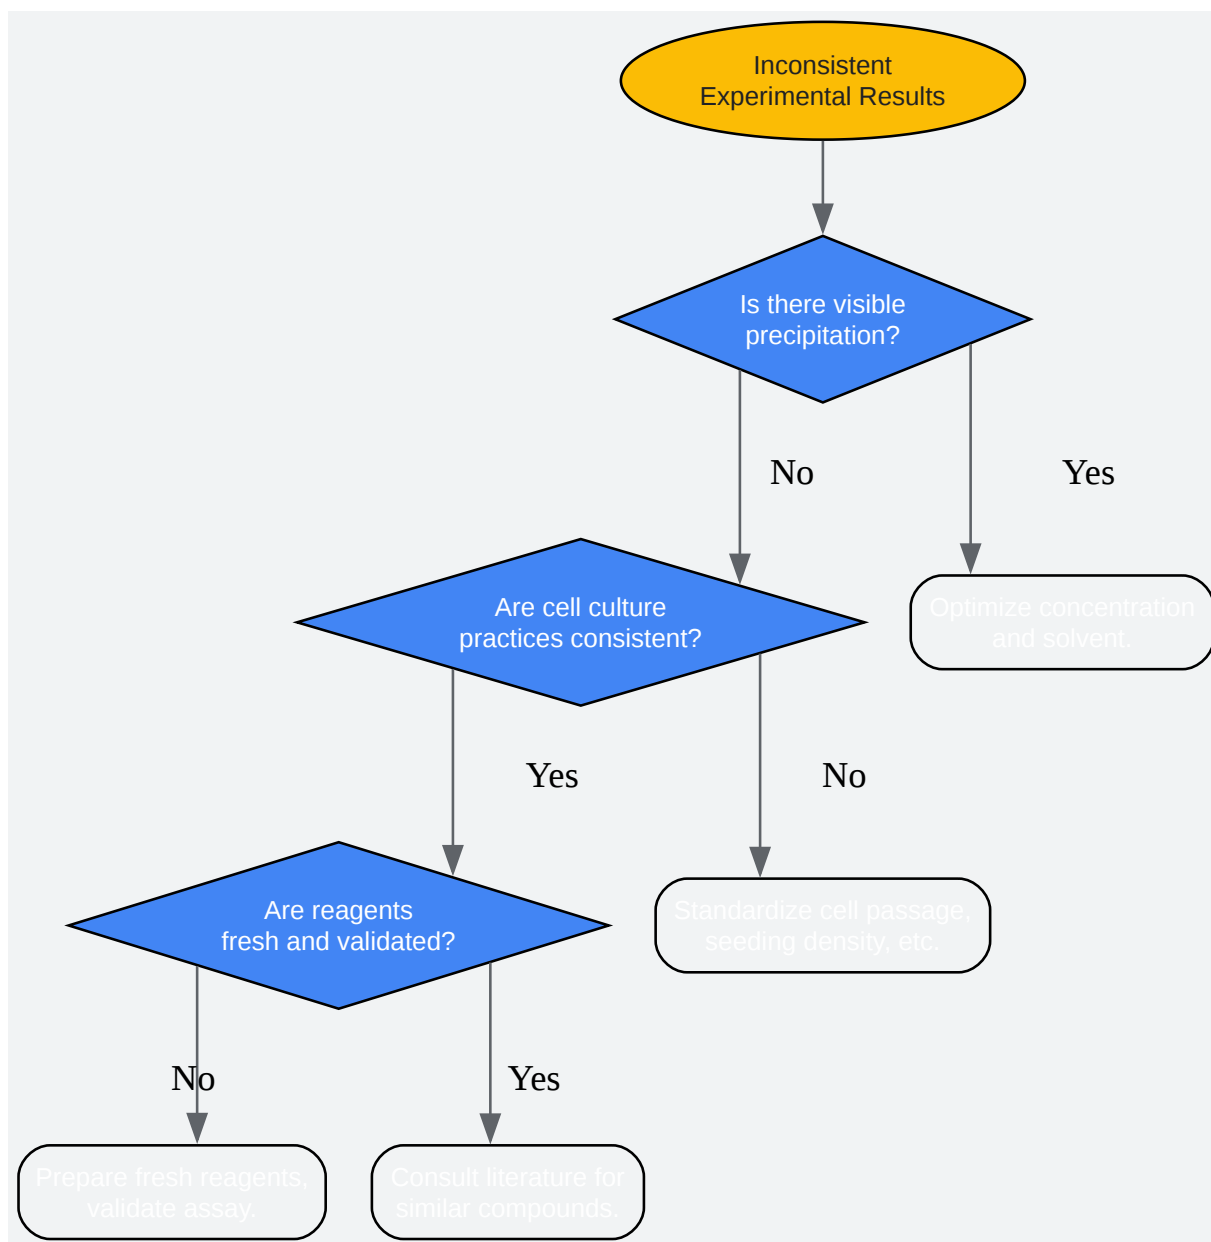 Inconsistent
Experimental Results
Is there visible
precipitation?
No
Yes
Are cell culture
practices consistent?
Optimize concentration
and solvent.
Yes
No
Are reagents
fresh and validated?
Standardize cell passage,
seeding density, etc.
No
Yes
Prepare fresh reagents,
validate assay.
Consult literature for
similar compounds.